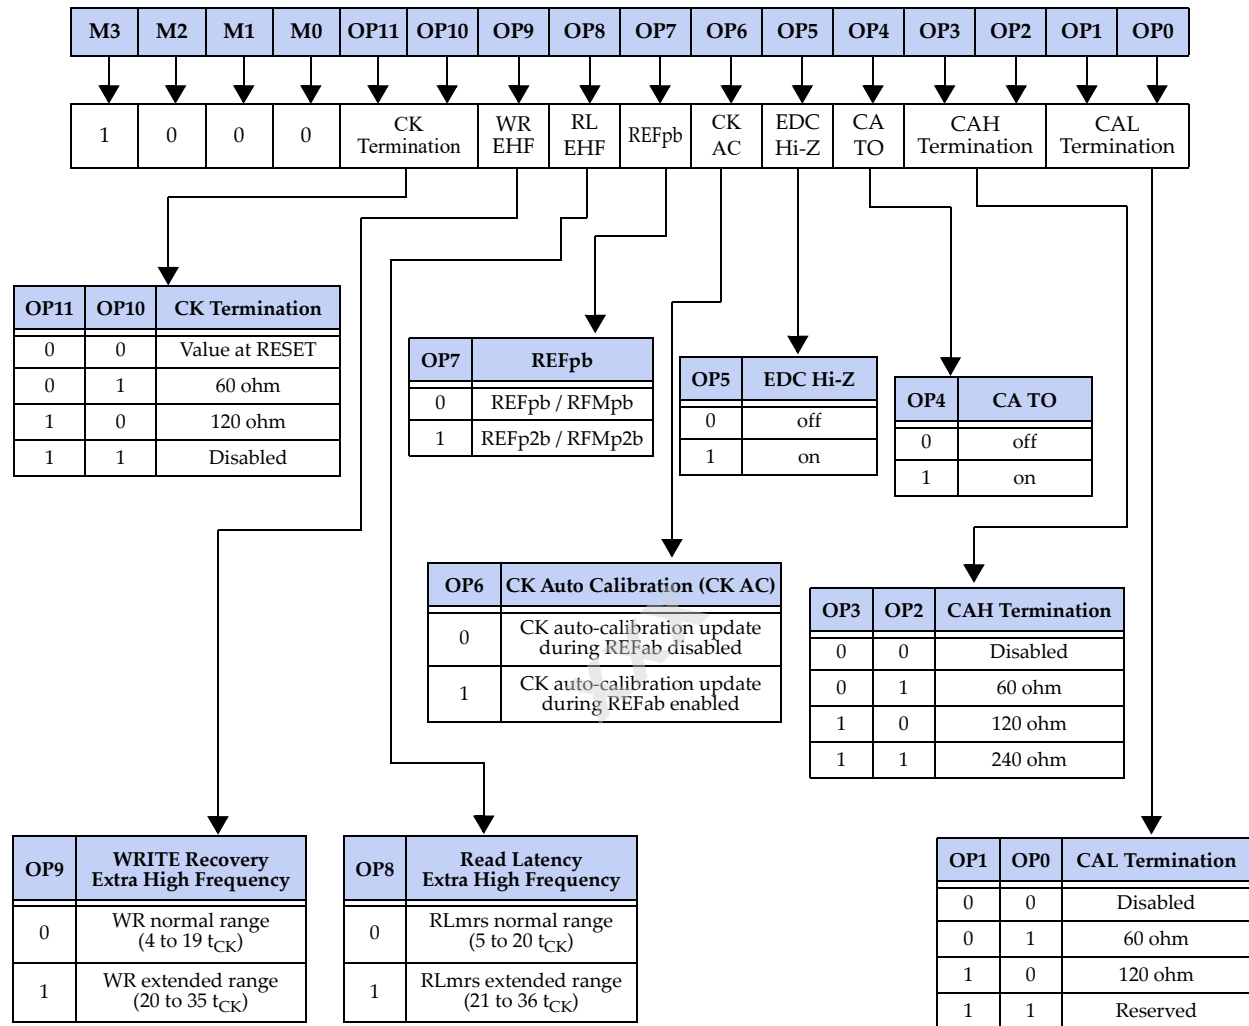 M3 M2 M1 M0 OP11 OP10 OP9 OP8 OP7 OP6 OP5 OP4 OP3 OP2 OP1 OP0
1 0 0 0 CK Termination WR EHF RL EHF REFpb CK AC EDC Hi-Z CA TO CAH Termination CAL Termination
OP11 OP10 CK Termination
0 0 Value at RESET
0 1 60 ohm
1 0 120 ohm
1 1 Disabled
OP7 REFpb
0 REFpb / RFMpb
1 REFp2b / RFMp2b
OP5 EDC Hi-Z
0 off
1 on
OP4 CA TO
0 off
1 on
OP6 CK Auto Calibration (CK AC)
0 CK auto-calibration update
during REFab disabled
1 CK auto-calibration update
during REFab enabled
OP3 OP2 CAH Termination
0 0 Disabled
0 1 60 ohm
1 0 120 ohm
1 1 240 ohm
OP9 WRITE Recovery
Extra High Frequency
0 WR normal range
(4 to 19 tCK)
1 WR extended range
(20 to 35 tCK)
OP8 Read Latency
Extra High Frequency
0 RLmrs normal range
(5 to 20 tCK)
1 RLmrs extended range
(21 to 36 tCK)
OP1 OP0 CAL Termination
0 0 Disabled
0 1 60 ohm
1 0 120 ohm
1 1 Reserved